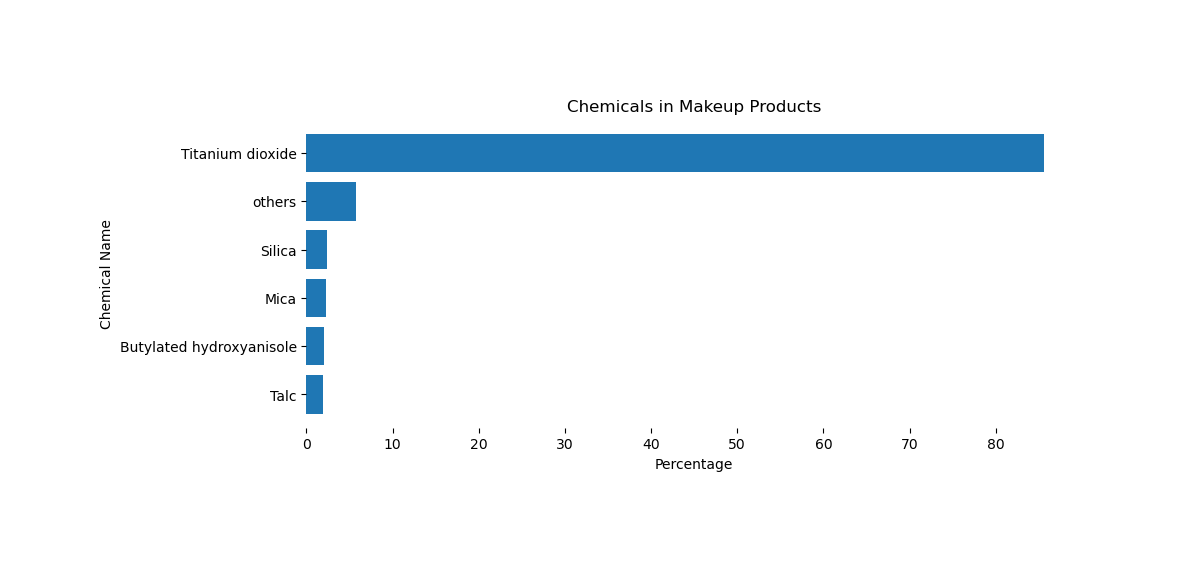 Chemicals in Makeup Products
Chemical Name
Titanium dioxide
others
Silica
Mica
Butylated hydroxyanisole
Talc
0 10 20 30 40 50 60 70 80
Percentage